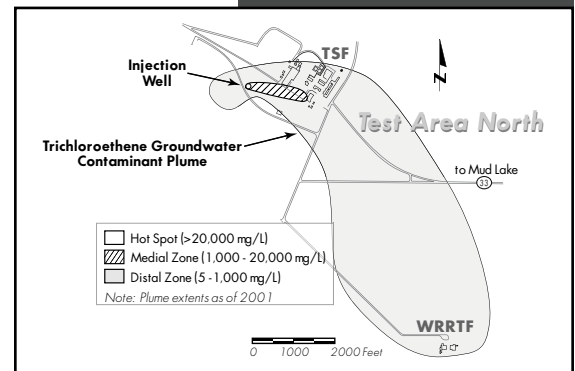 TSF
Injection
Well
N
Test Area North
Trichloroethene Groundwater
Contaminant Plume
to Mud Lake
33
Hot Spot (>20,000 mg/L)
Medial Zone (1,000 - 20,000 mg/L)
Distal Zone (5 -1,000 mg/L)
Note: Plume extents as of 2001
WRRTF
0 1000 2000 Feet